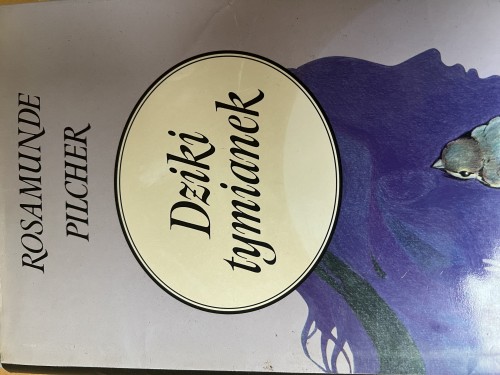 ROSAMUNDE
PILCHER
Dziki
tymianek